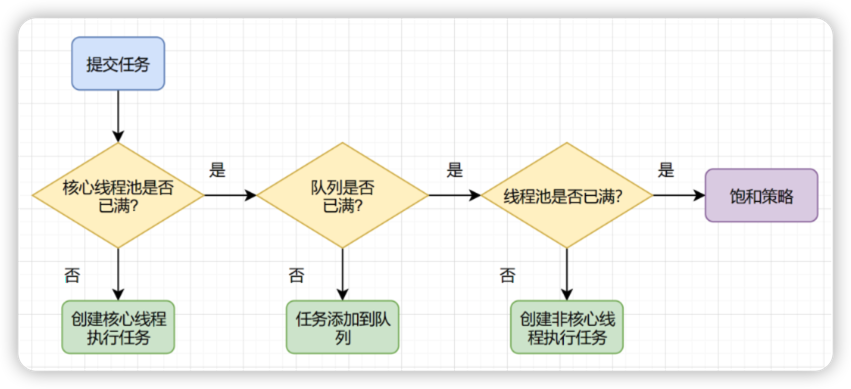 提交任务
核心线程池是否
已满?
是
队列是否
已满?
是
线程池是否已满?
是
饱和策略
否
创建核心线程
执行任务
否
任务添加到队
列
否
创建非核心线
程执行任务